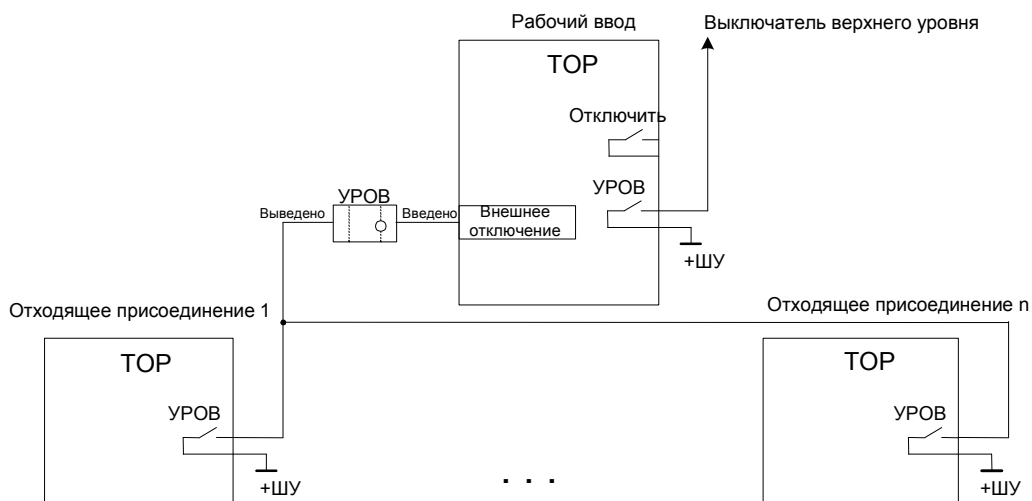 Рабочий ввод
Выключатель верхнего уровня
ТОР
Отключить
УРОВ
УРОВ
Выведено
Введено
Внешнее
отключение
+ШУ
Отходящее присоединение 1
Отходящее присоединение n
ТОР
ТОР
УРОВ
УРОВ
+ШУ
. . .
+ШУ